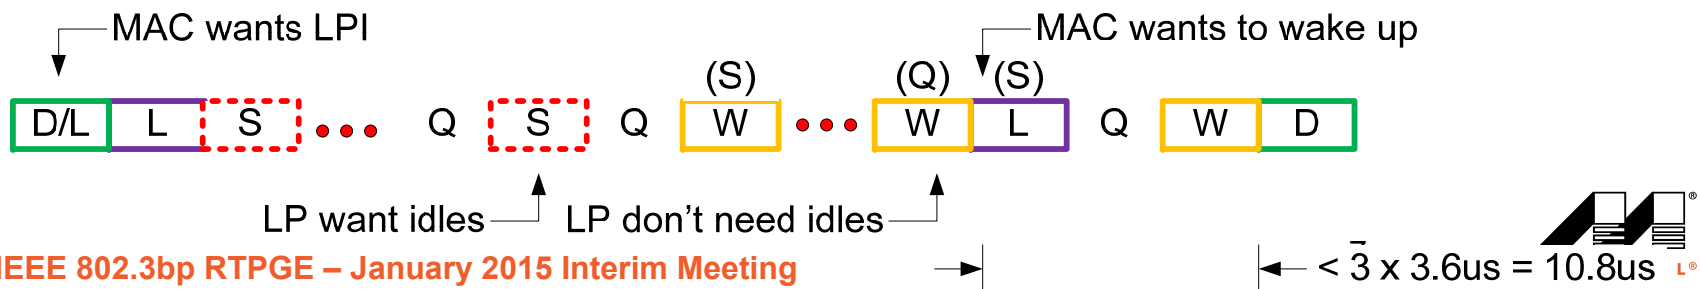 MAC wants LPI
MAC wants to wake up
(S) (Q) (S)
D/L L S Q S Q W W L Q W D
LP want idles LP don’t need idles
IEEE 802.3bp RTPGE – January 2015 Interim Meeting
< 3 x 3.6us = 10.8us
®
L®